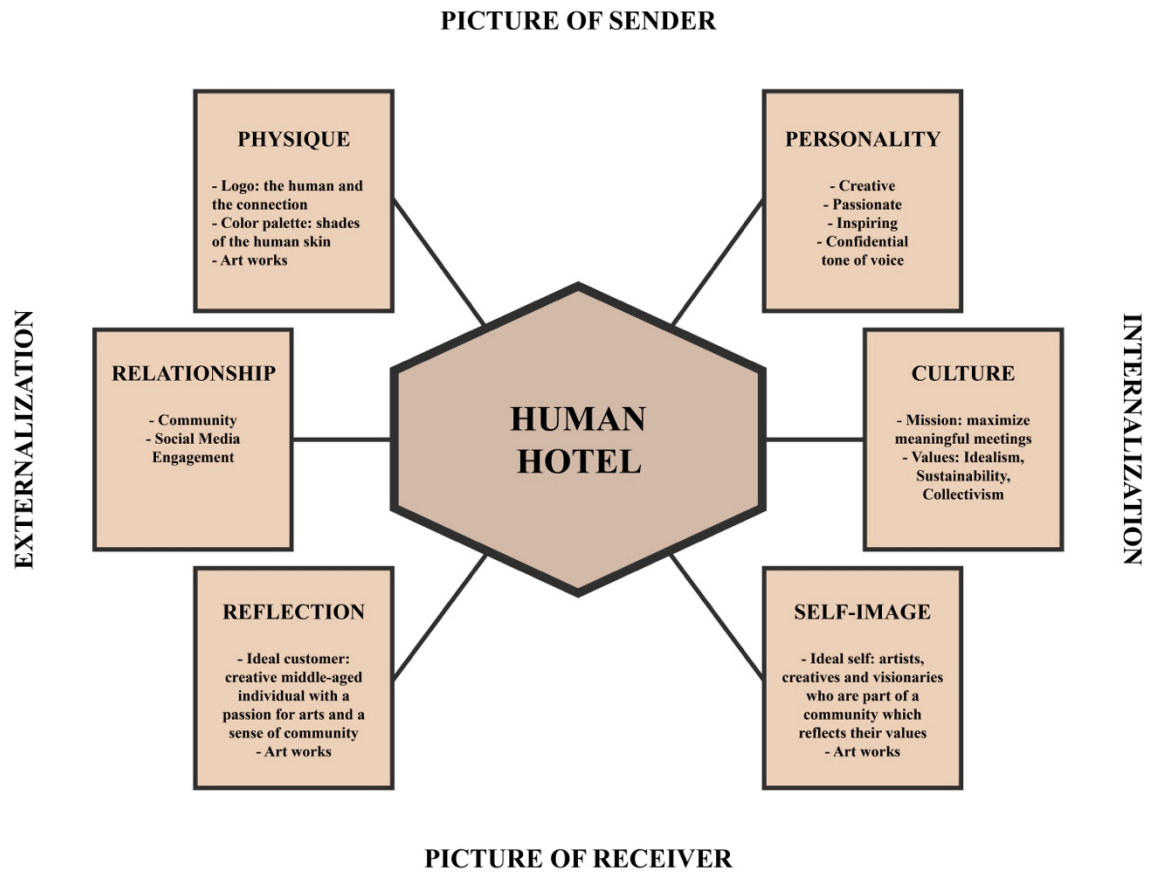 PICTURE OF SENDER
PHYSIQUE
- Logo: the human and
the connection
- Color palette: shades
of the human skin
- Art works
PERSONALITY
- Creative
- Passionate
- Inspiring
- Confidential
tone of voice
EXTERNALIZATION
RELATIONSHIP
- Community
- Social Media
Engagement
HUMAN
HOTEL
CULTURE
- Mission: maximize
meaningful meetings
- Values: Idealism,
Sustainability,
Collectivism
INTERNALIZATION
REFLECTION
- Ideal customer:
creative middle-aged
individual with a
passion for arts and a
sense of community
- Art works
SELF-IMAGE
- Ideal self: artists,
creatives and visionaries
who are part of a
community which
reflects their values
- Art works
PICTURE OF RECEIVER